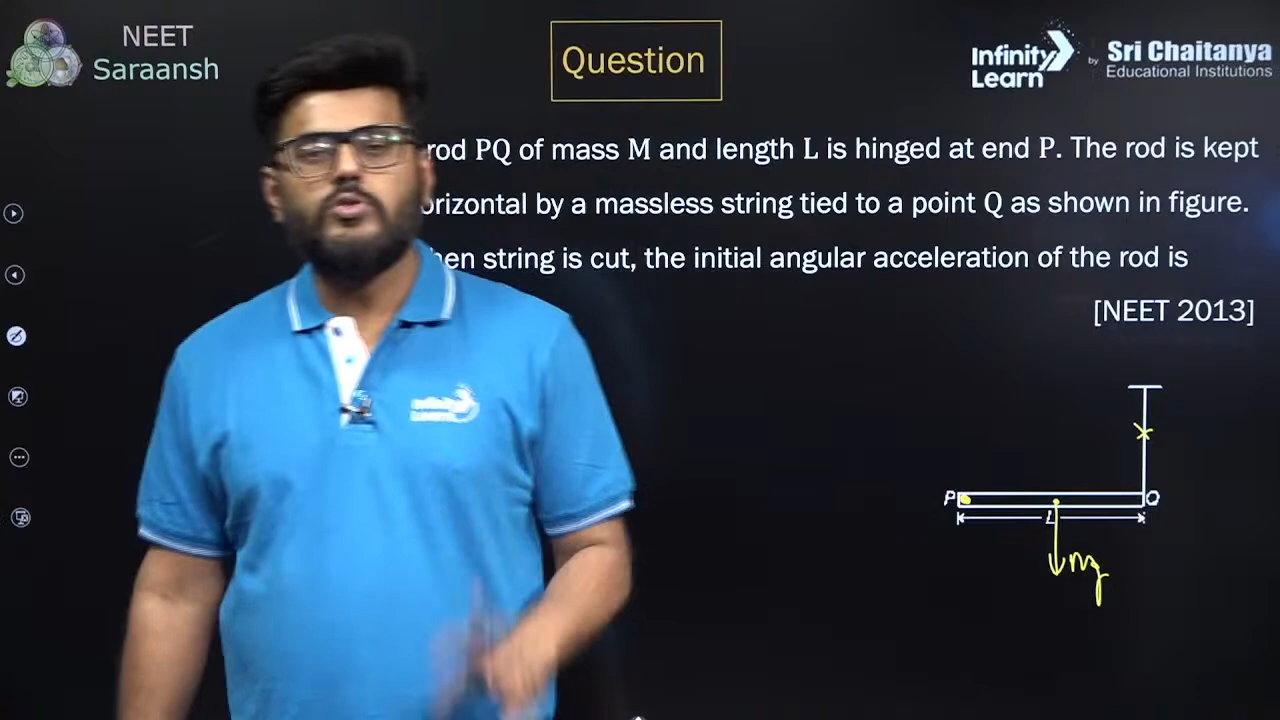 NEET
Saraansh
Question
Infinity
Learn
by
Sri Chaitanya
Educational Institutions
rod PQ of mass M and length L is hinged at end P. The rod is kept
orizontal by a massless string tied to a point Q as shown in figure.
hen string is cut, the initial angular acceleration of the rod is
[NEET 2013]
Infinity
Learn
P
Q
L
mg